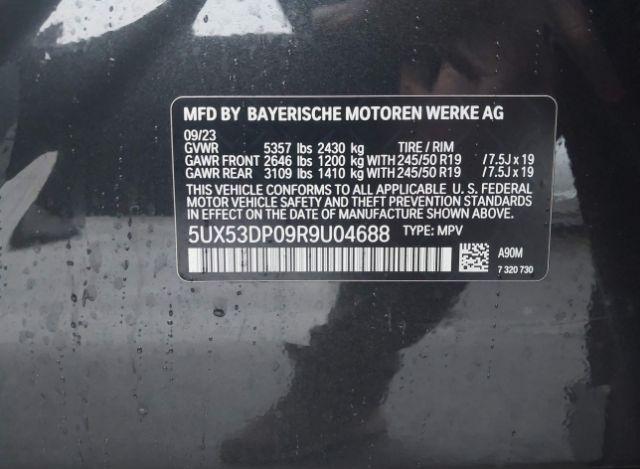 MFD BY BAYERISCHE MOTOREN WERKE AG
09/23
GVWR 5357 lbs 2430 kg TIRE / RIM
GAWR FRONT 2646 lbs 1200 kg WITH 245/50 R19 / 7.5J x 19
GAWR REAR 3109 lbs 1410 kg WITH 245/50 R19 / 7.5J x 19
THIS VEHICLE CONFORMS TO ALL APPLICABLE U. S. FEDERAL
MOTOR VEHICLE SAFETY AND THEFT PREVENTION STANDARDS
IN EFFECT ON THE DATE OF MANUFACTURE SHOWN ABOVE.
5UX53DP09R9U04688 TYPE: MPV
A90M
7 320 730